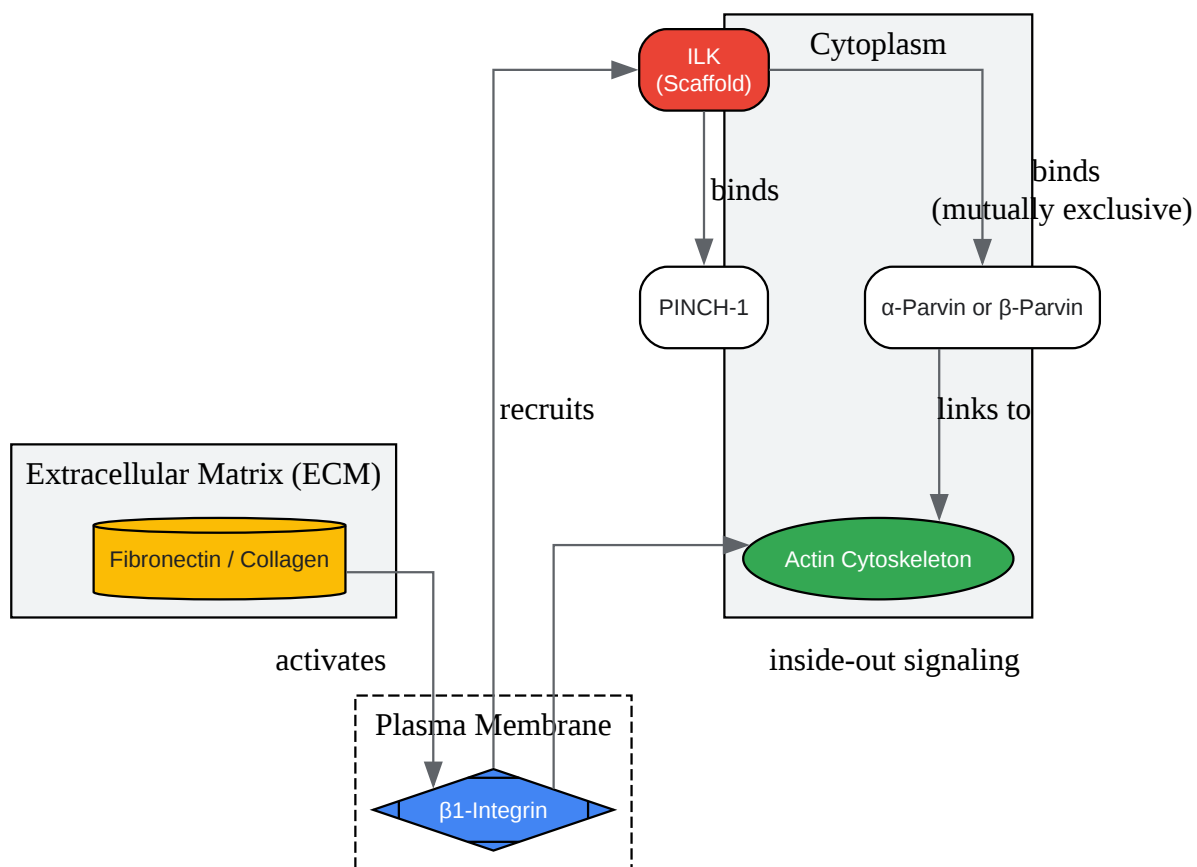 Cytoplasm
ILK
(Scaffold)
binds
binds
(mutually exclusive)
PINCH-1
α-Parvin or β-Parvin
recruits
links to
Extracellular Matrix (ECM)
Fibronectin / Collagen
Actin Cytoskeleton
activates
inside-out signaling
Plasma Membrane
β1-Integrin